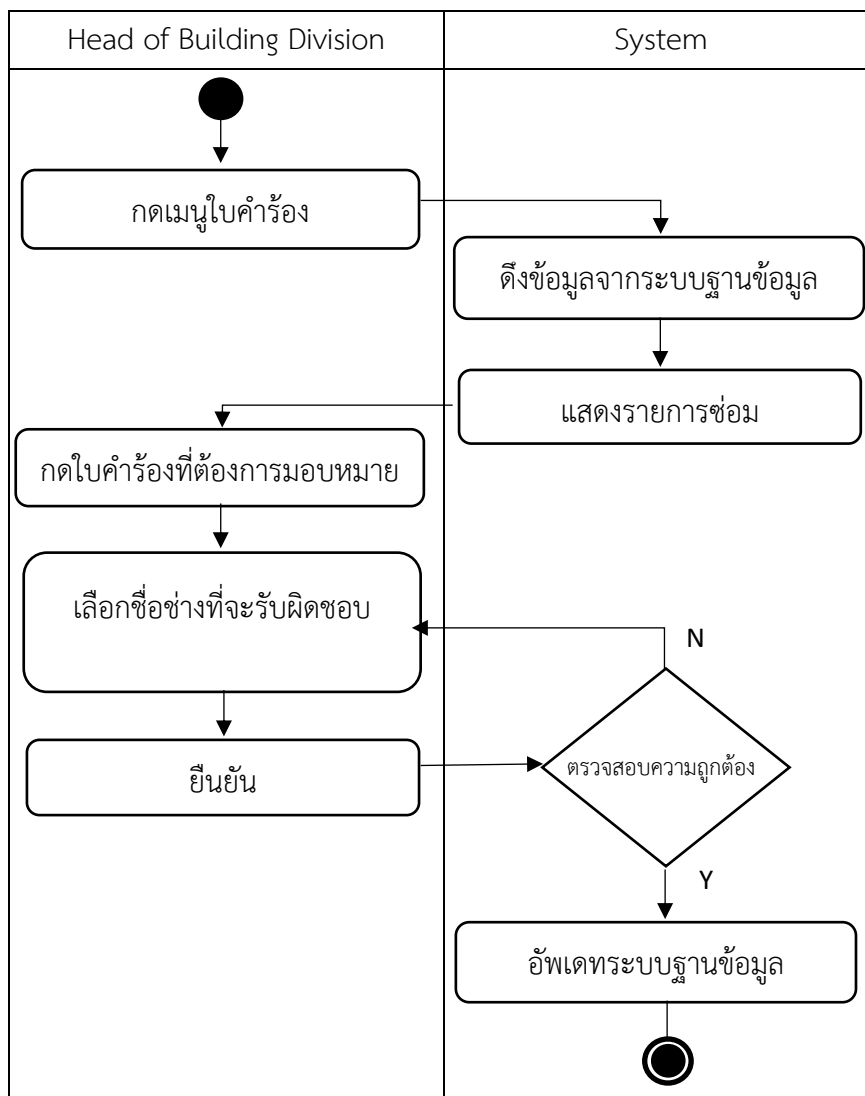 Head of Building Division
System
กดเมนูใบคำร้อง
ดึงข้อมูลจากระบบฐานข้อมูล
แสดงรายการซ่อม
กดใบคำร้องที่ต้องการมอบหมาย
เลือกชื่อช่างที่จะรับผิดชอบ
N
ยืนยัน
ตรวจสอบความถูกต้อง
Y
อัพเดทระบบฐานข้อมูล